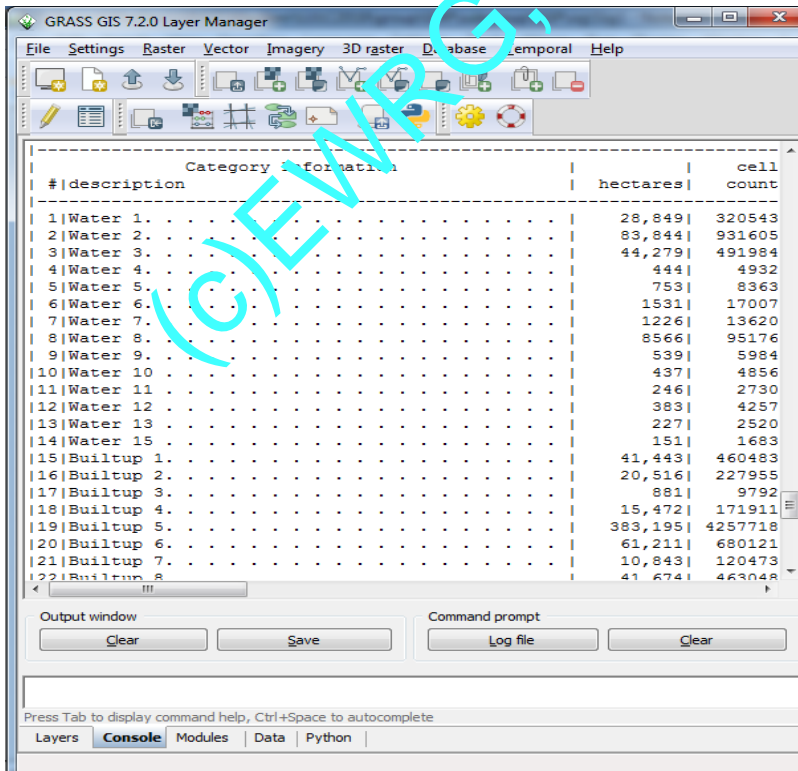 GRASS GIS 7.2.0 Layer Manager
File Settings Raster Vector Imagery 3D raster Database Temporal Help
|-----------------------------------------------------------------------
| Category Information | | cell
| #|description | hectares| count
|-----------------------------------------------------------------------
| 1|Water 1. . . . . . . . . . . . . . . . . . . . | 28,849| 320543
| 2|Water 2. . . . . . . . . . . . . . . . . . . . | 83,844| 931605
| 3|Water 3. . . . . . . . . . . . . . . . . . . . | 44,279| 491984
| 4|Water 4. . . . . . . . . . . . . . . . . . . . | 444| 4932
| 5|Water 5. . . . . . . . . . . . . . . . . . . . | 753| 8363
| 6|Water 6. . . . . . . . . . . . . . . . . . . . | 1531| 17007
| 7|Water 7. . . . . . . . . . . . . . . . . . . . | 1226| 13620
| 8|Water 8. . . . . . . . . . . . . . . . . . . . | 8566| 95176
| 9|Water 9. . . . . . . . . . . . . . . . . . . . | 539| 5984
|10|Water 10 . . . . . . . . . . . . . . . . . . . | 437| 4856
|11|Water 11 . . . . . . . . . . . . . . . . . . . | 246| 2730
|12|Water 12 . . . . . . . . . . . . . . . . . . . | 383| 4257
|13|Water 13 . . . . . . . . . . . . . . . . . . . | 227| 2520
|14|Water 15 . . . . . . . . . . . . . . . . . . . | 151| 1683
|15|Builtup 1. . . . . . . . . . . . . . . . . . . | 41,443| 460483
|16|Builtup 2. . . . . . . . . . . . . . . . . . . | 20,516| 227955
|17|Builtup 3. . . . . . . . . . . . . . . . . . . | 881| 9792
|18|Builtup 4. . . . . . . . . . . . . . . . . . . | 15,472| 171911
|19|Builtup 5. . . . . . . . . . . . . . . . . . . | 383,195| 4257718
|20|Builtup 6. . . . . . . . . . . . . . . . . . . | 61,211| 680121
|21|Builtup 7. . . . . . . . . . . . . . . . . . . | 10,843| 120473
|22|Builtup 8 | 41,674| 463048
(c)EWRG,
Output window Command prompt
Clear Save Log file Clear
Press Tab to display command help, Ctrl+Space to autocomplete
Layers Console Modules Data Python